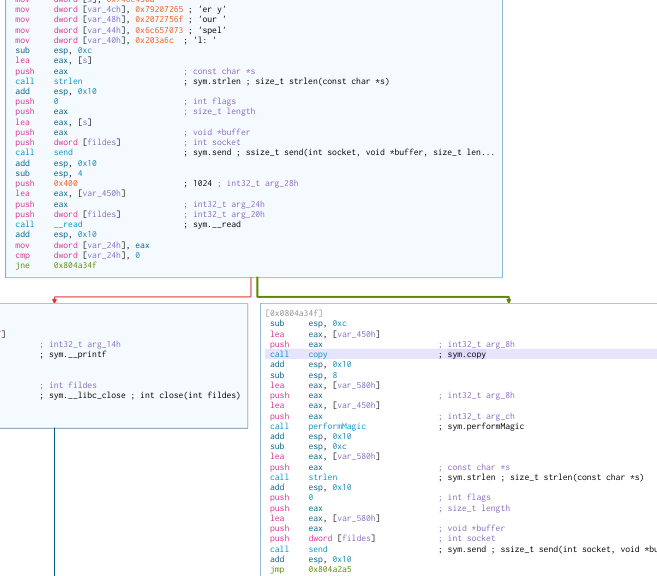 mov dword [var_4ch], 0x79207265 ; 'er y'
mov dword [var_48h], 0x2072756f ; 'our '
mov dword [var_44h], 0x6c657073 ; 'spel'
mov dword [var_40h], 0x203a6c ; 'l: '
sub esp, 0xc
lea eax, [s]
push eax ; const char *s
call strlen ; sym.strlen ; size_t strlen(const char *s)
add esp, 0x10
push 0 ; int flags
push eax ; size_t length
lea eax, [s]
push eax ; void *buffer
push dword [fildes] ; int socket
call send ; sym.send ; ssize_t send(int socket, void *buffer, size_t len...
add esp, 0x10
sub esp, 4
push 0x400 ; 1024 ; int32_t arg_28h
lea eax, [var_450h]
push eax ; int32_t arg_24h
push dword [fildes] ; int32_t arg_20h
call __read ; sym.__read
add esp, 0x10
mov dword [var_24h], eax
cmp dword [var_24h], 0
jne 0x804a34f
]
; int32_t arg_14h
; sym.__printf
; int fildes
; sym.__libc_close ; int close(int fildes)
[0x0804a34f]
sub esp, 0xc
lea eax, [var_450h]
push eax ; int32_t arg_8h
call copy ; sym.copy
add esp, 0x10
sub esp, 8
lea eax, [var_580h]
push eax ; int32_t arg_8h
lea eax, [var_450h]
push eax ; int32_t arg_ch
call performMagic ; sym.performMagic
add esp, 0x10
sub esp, 0xc
lea eax, [var_580h]
push eax ; const char *s
call strlen ; sym.strlen ; size_t strlen(const char *s)
add esp, 0x10
push 0 ; int flags
push eax ; size_t length
lea eax, [var_580h]
push eax ; void *buffer
push dword [fildes] ; int socket
call send ; sym.send ; ssize_t send(int socket, void *bu
add esp, 0x10
jmp 0x804a2a5